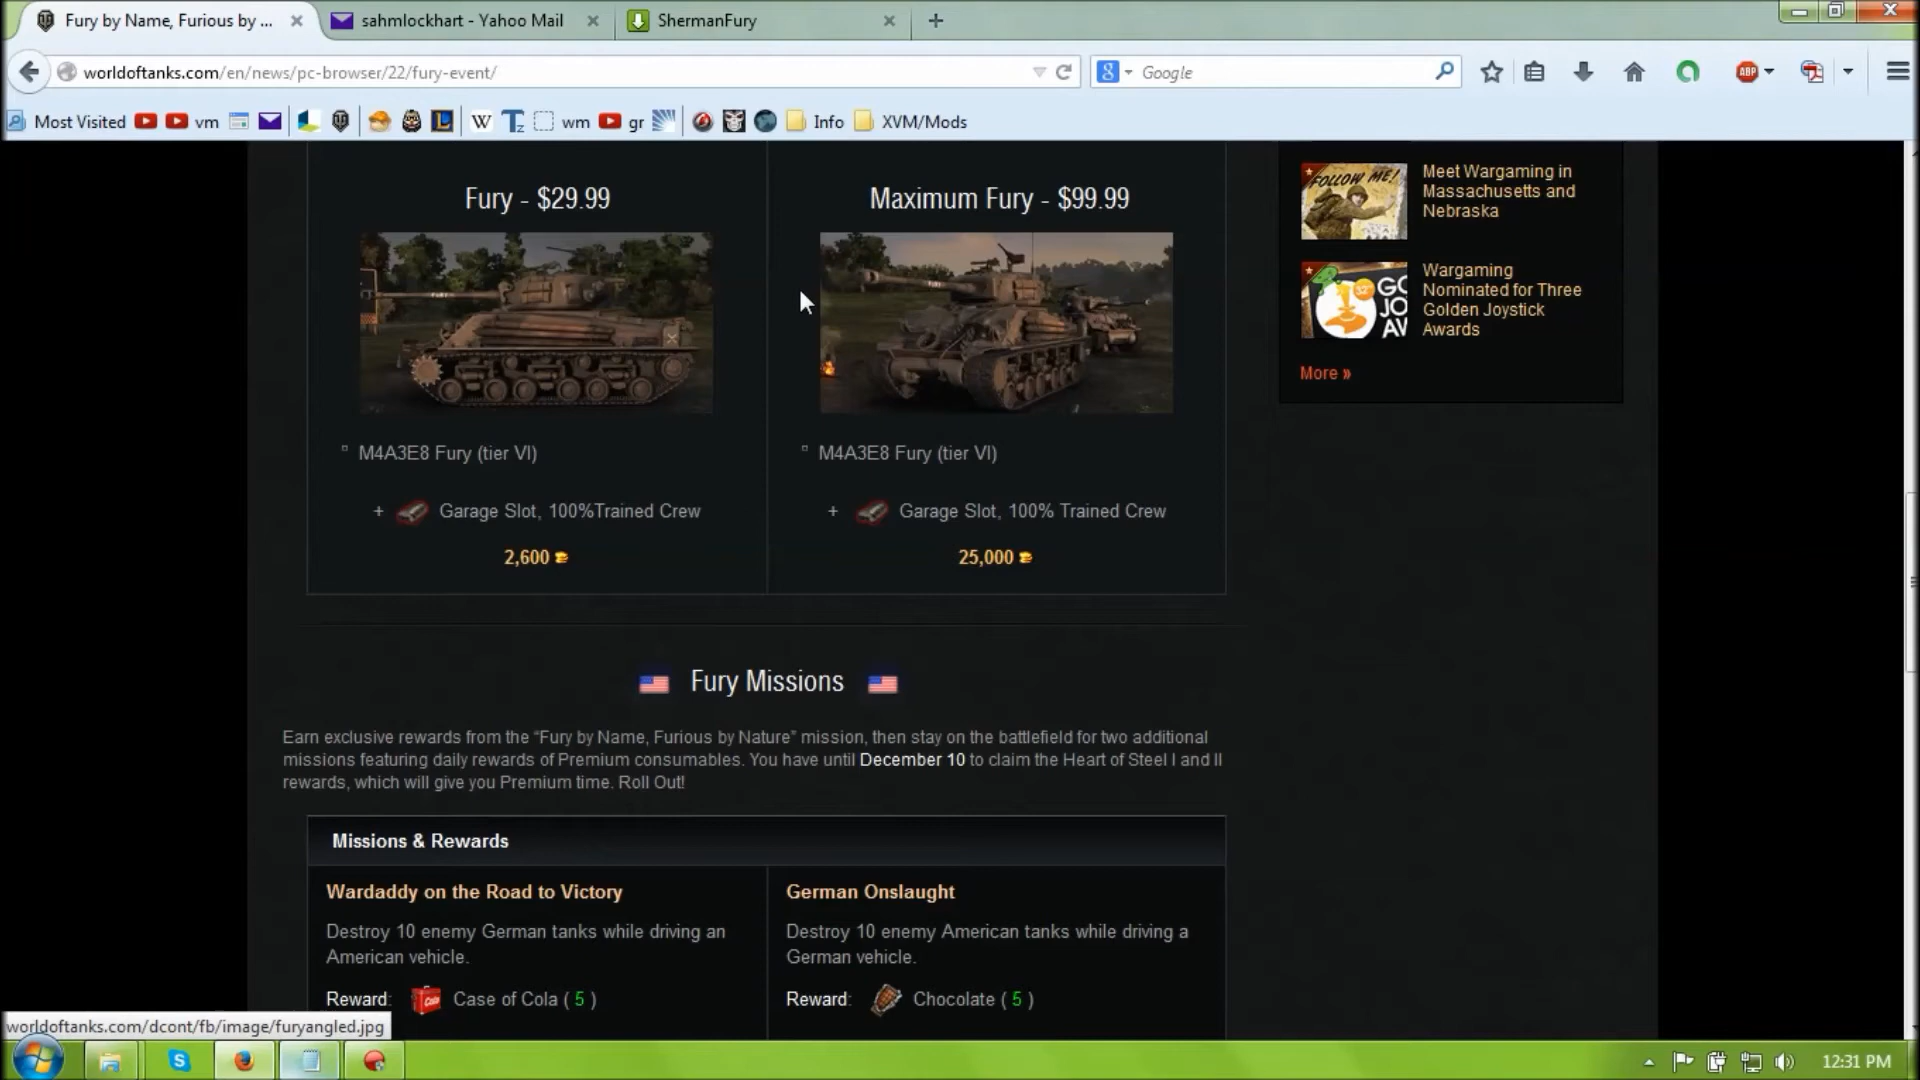 Fury by Name, Furious by ...
sahmlockhart - Yahoo Mail
ShermanFury
worldoftanks.com/en/news/pc-browser/22/fury-event/
Google
ABP
Most Visited
vm
W
wm
gr
Info
XVM/Mods
Fury - $29.99
Maximum Fury - $99.99
M4A3E8 Fury (tier VI)
+ Garage Slot, 100%Trained Crew
2,600
M4A3E8 Fury (tier VI)
+ Garage Slot, 100% Trained Crew
25,000
FOLLOW ME!
Meet Wargaming in
Massachusetts and
Nebraska
Wargaming
Nominated for Three
Golden Joystick
Awards
More »
Fury Missions
Earn exclusive rewards from the “Fury by Name, Furious by Nature” mission, then stay on the battlefield for two additional
missions featuring daily rewards of Premium consumables. You have until December 10 to claim the Heart of Steel I and II
rewards, which will give you Premium time. Roll Out!
Missions & Rewards
Wardaddy on the Road to Victory
Destroy 10 enemy German tanks while driving an
American vehicle.
Reward: Case of Cola ( 5 )
German Onslaught
Destroy 10 enemy American tanks while driving a
German vehicle.
Reward: Chocolate ( 5 )
worldoftanks.com/dcont/fb/image/furyangled.jpg
12:31 PM